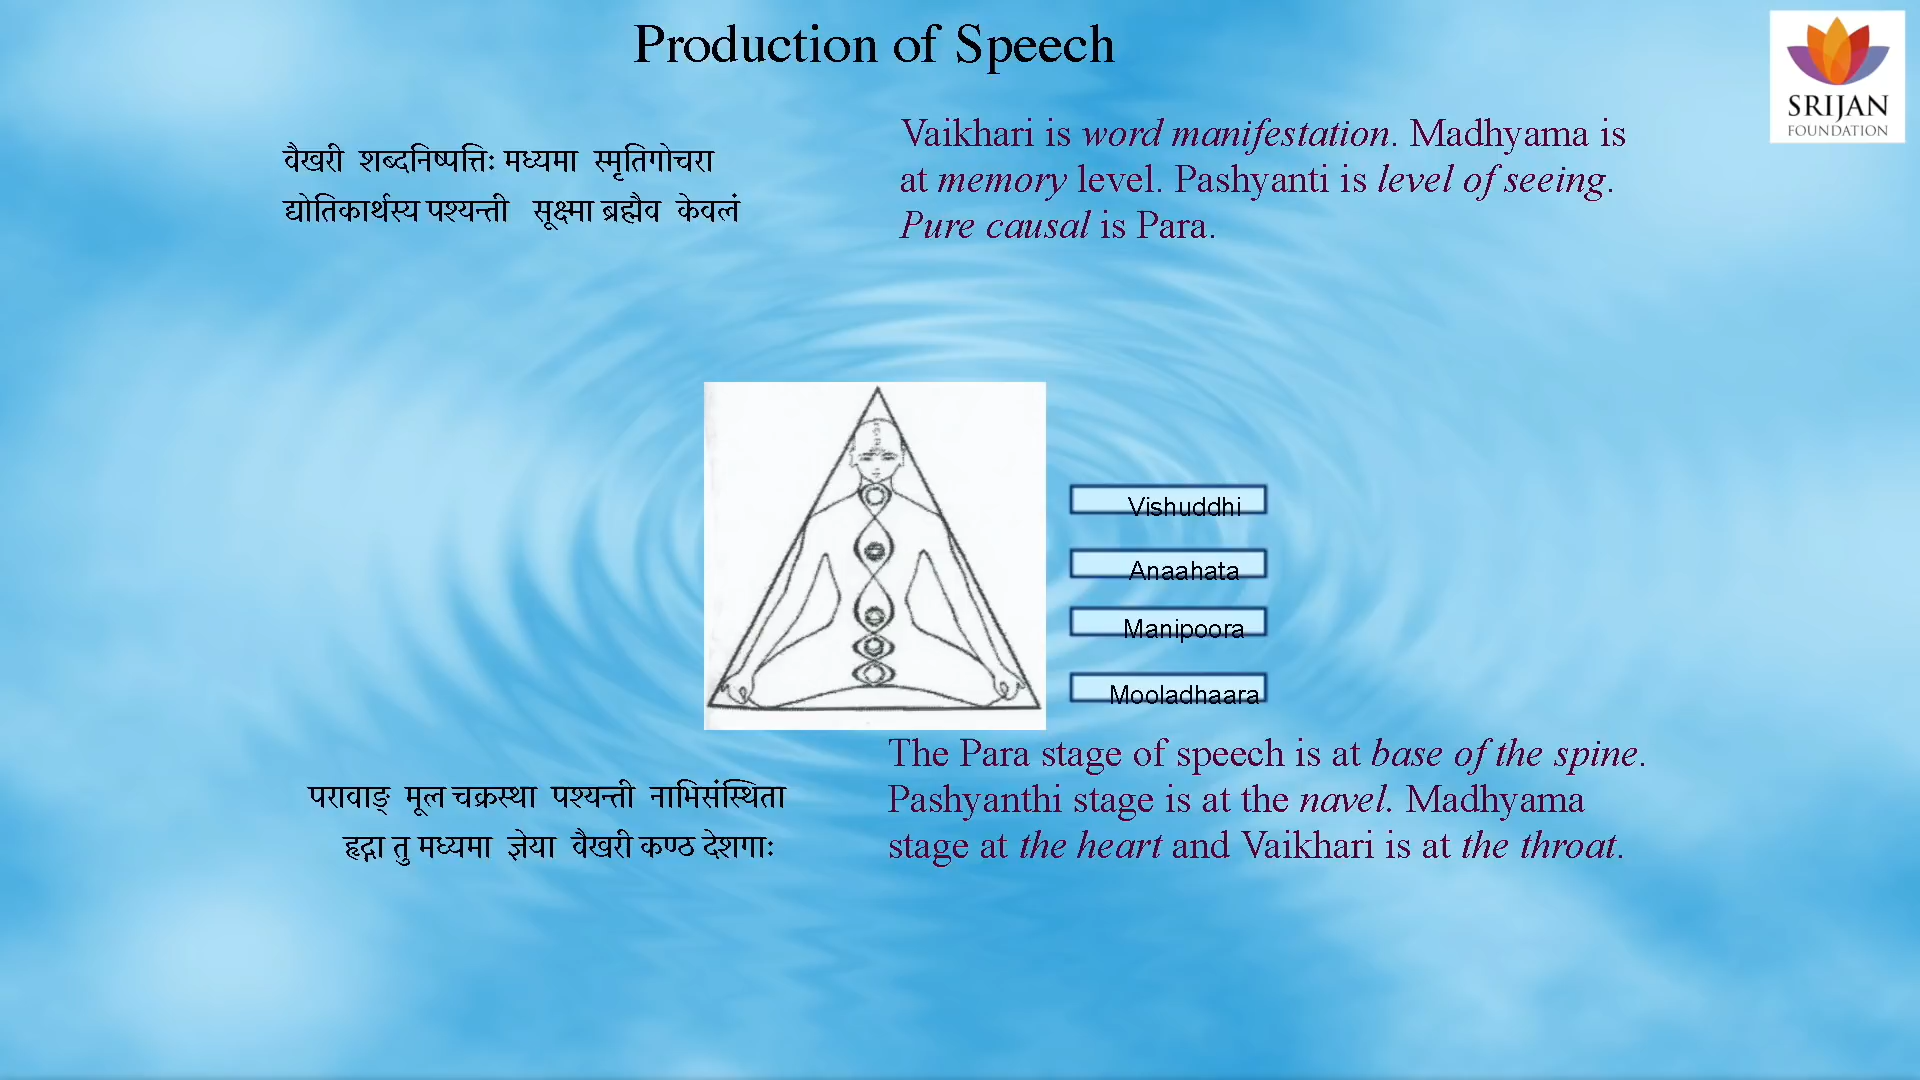 Production of Speech
SRIJAN
FOUNDATION
वैखरी शब्दनिष्पत्तिः मध्यमा स्मृतिगोचरा
द्योतिकार्थस्य पश्यन्ती सूक्ष्मा ब्रह्मैव केवलं
Vaikhari is word manifestation. Madhyama is
at memory level. Pashyanti is level of seeing.
Pure causal is Para.
Vishuddhi
Anaahata
Manipoora
Mooladhaara
परावाङ् मूल चक्रस्था पश्यन्ती नाभिसंस्थिता
हृद्गा तु मध्यमा ज्ञेया वैखरी कण्ठ देशगाः
The Para stage of speech is at base of the spine.
Pashyanthi stage is at the navel. Madhyama
stage at the heart and Vaikhari is at the throat.